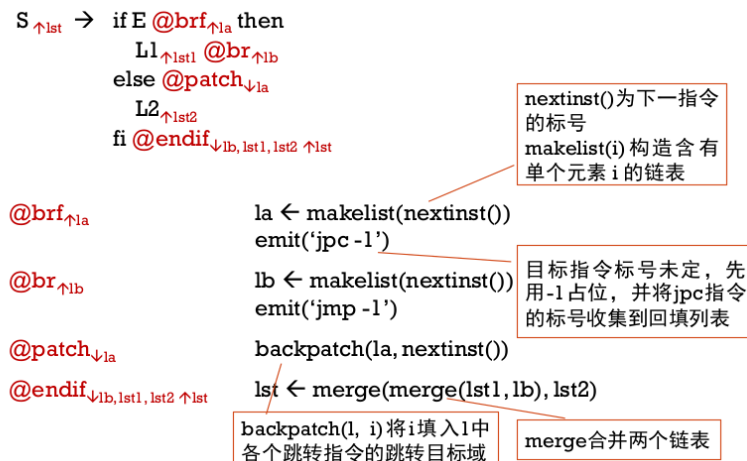 S↑lst → if E @brf↑la then
L1↑lst1 @br↑lb
else @patch↓la
L2↑lst2
fi @endif↓lb, lst1, lst2 ↑lst
nextinst()为下一指令
的标号
makelist(i)构造含有
单个元素 i 的链表
@brf↑la la ← makelist(nextinst())
emit(‘jpc -1’)
@br↑lb lb ← makelist(nextinst())
emit(‘jmp -1’)
目标指令标号未定，先
用-1占位，并将jpc指令
的标号收集到回填列表
@patch↓la backpatch(la, nextinst())
@endif↓lb, lst1, lst2 ↑lst lst ← merge(merge(lst1, lb), lst2)
backpatch(l, i)将i填入l中
各个跳转指令的跳转目标域
merge合并两个链表